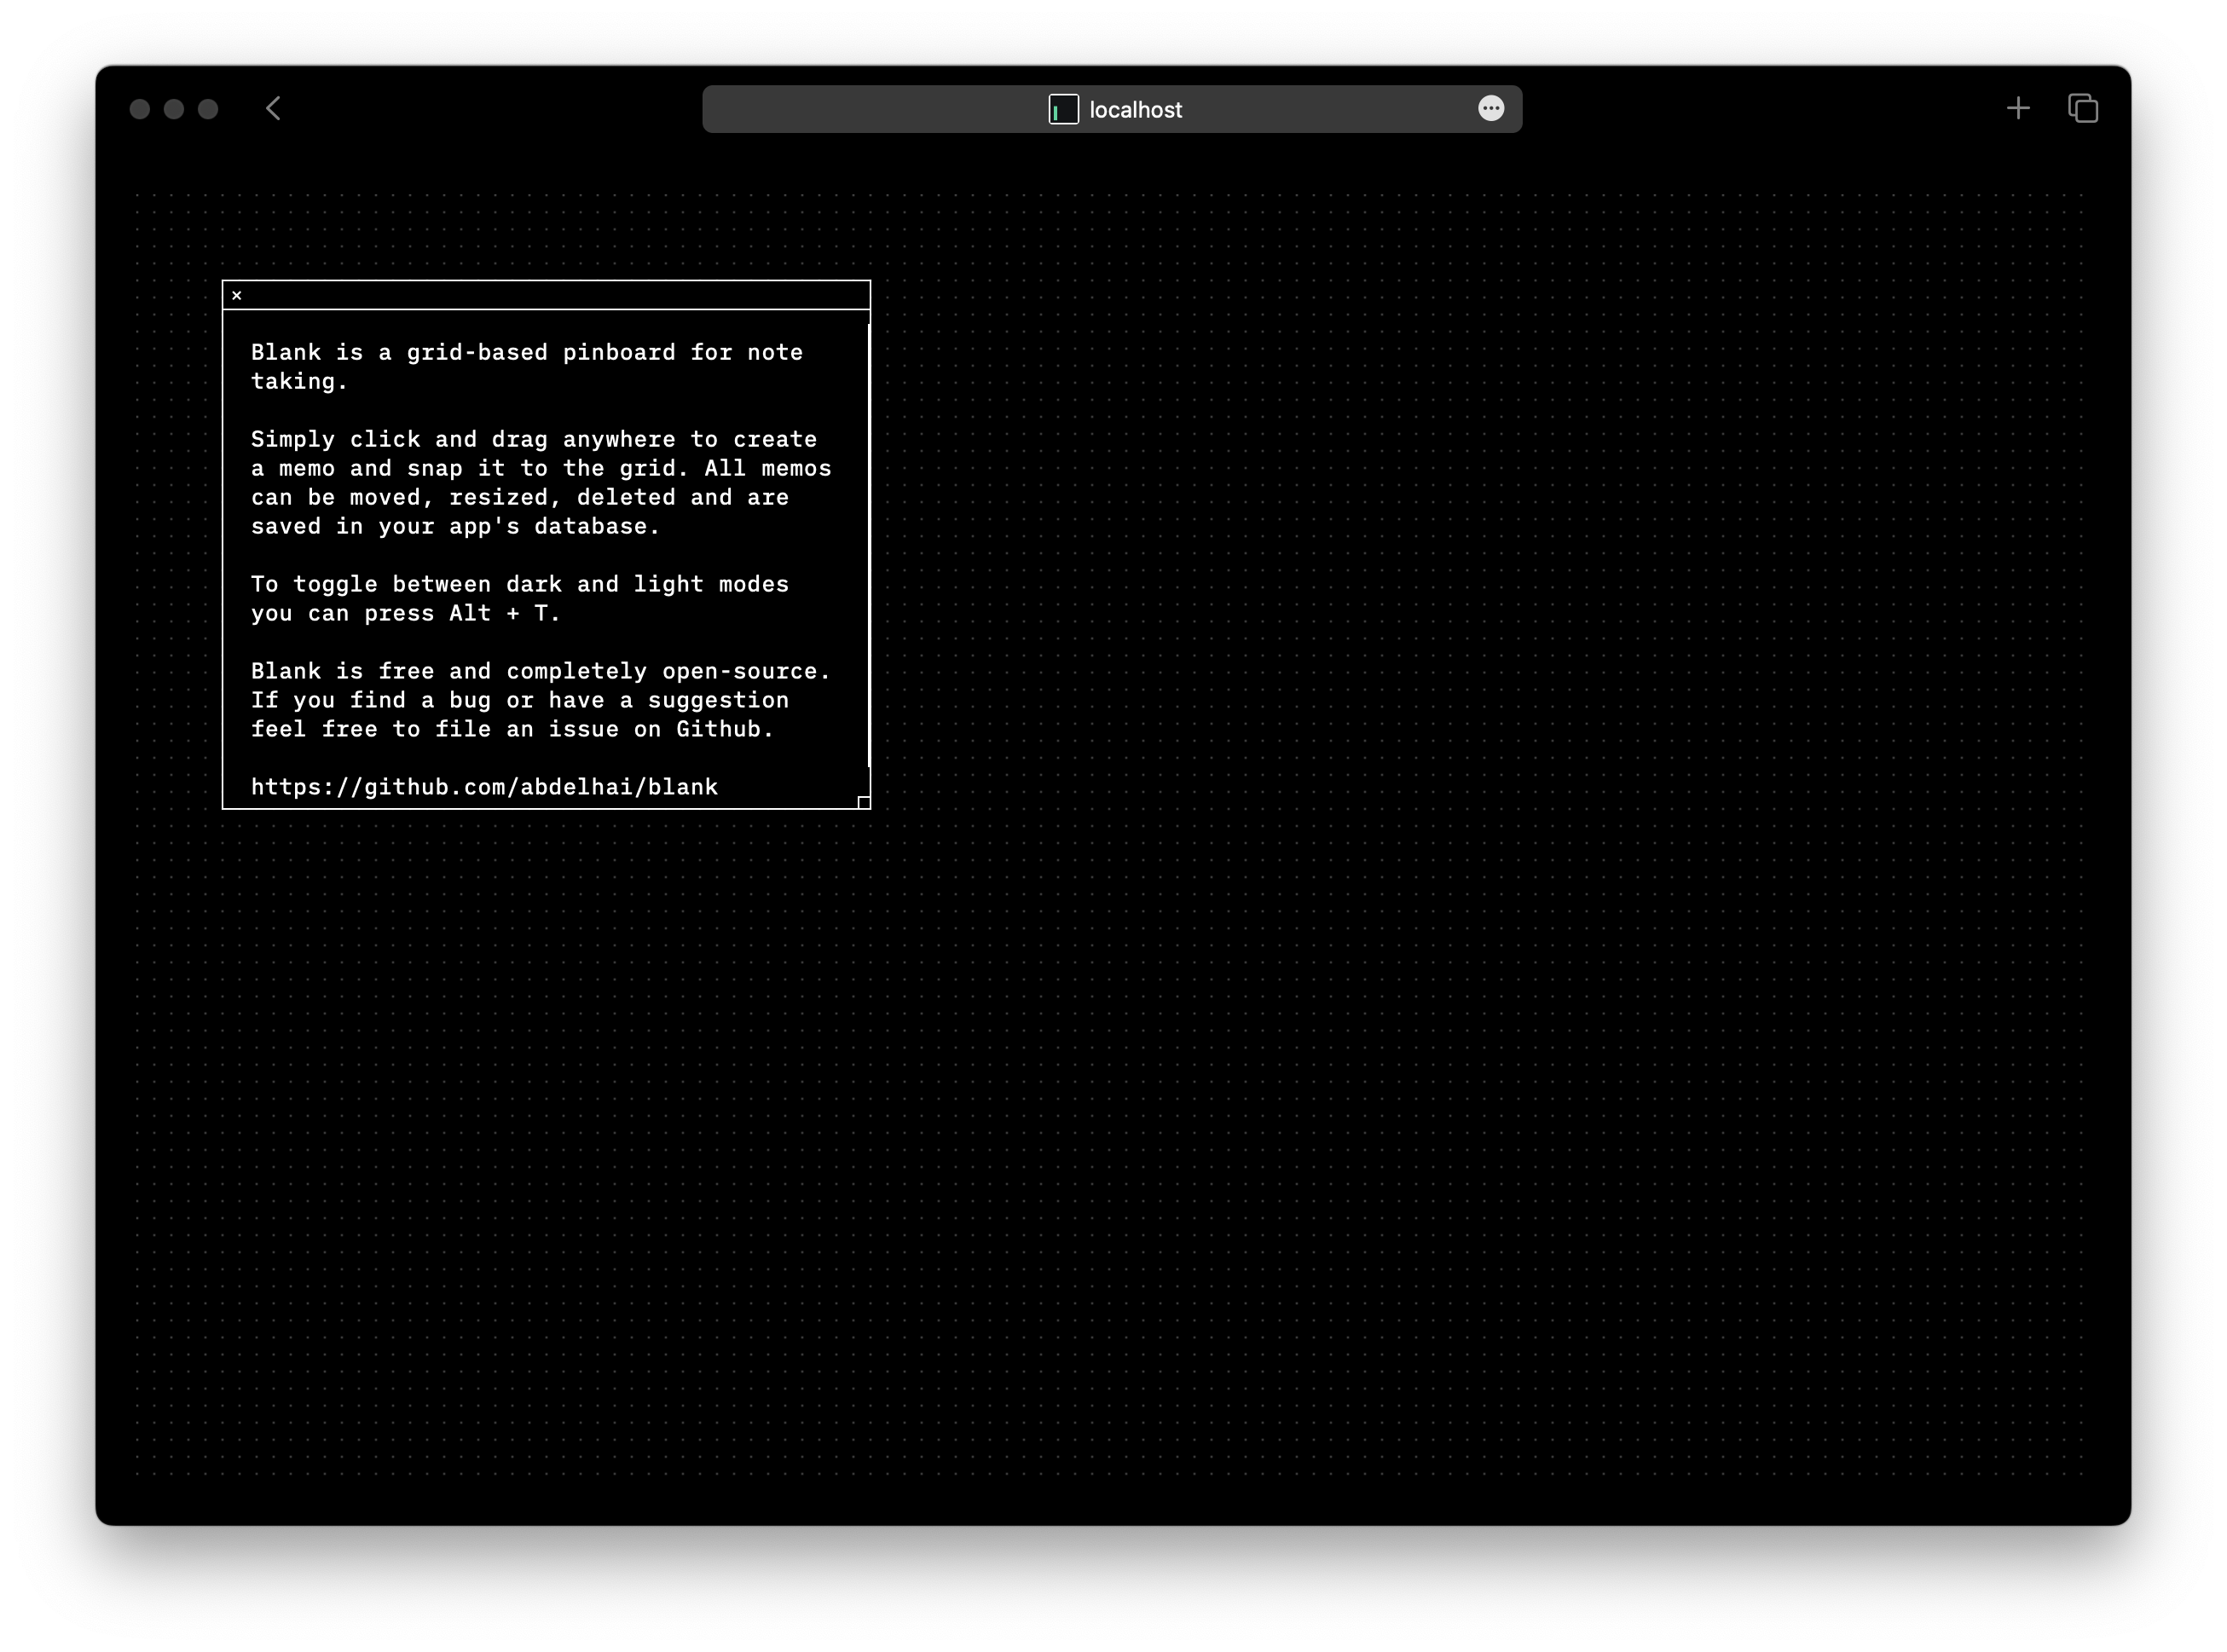 localhost
×
Blank is a grid-based pinboard for note
taking.
Simply click and drag anywhere to create
a memo and snap it to the grid. All memos
can be moved, resized, deleted and are
saved in your app's database.
To toggle between dark and light modes
you can press Alt + T.
Blank is free and completely open-source.
If you find a bug or have a suggestion
feel free to file an issue on Github.
https://github.com/abdelhai/blank